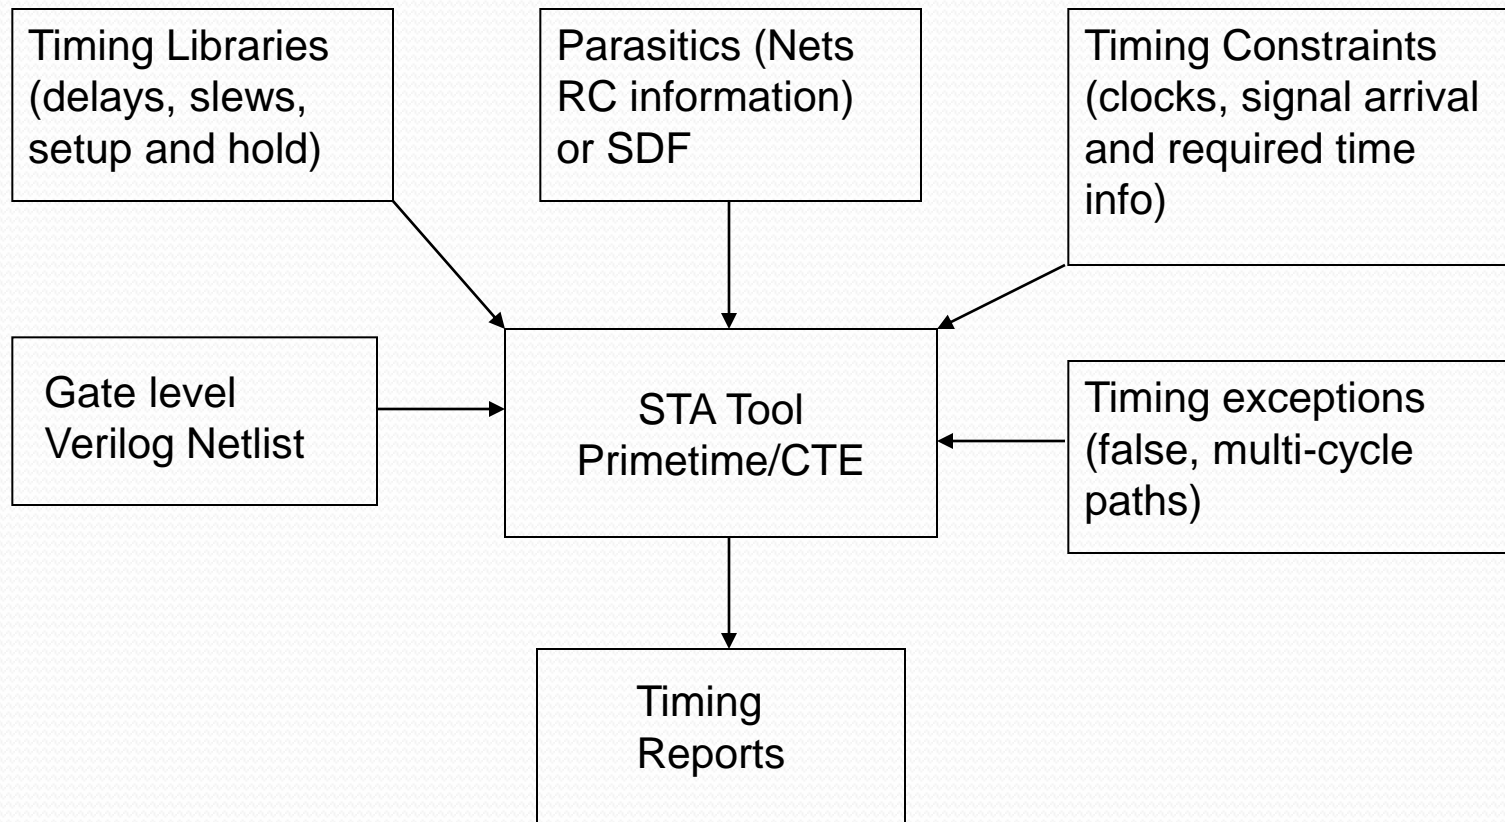 Timing Libraries
(delays, slews,
setup and hold)
Parasitics (Nets
RC information)
or SDF
Timing Constraints
(clocks, signal arrival
and required time
info)
Gate level
Verilog Netlist
STA Tool
Primetime/CTE
Timing exceptions
(false, multi-cycle
paths)
Timing
Reports